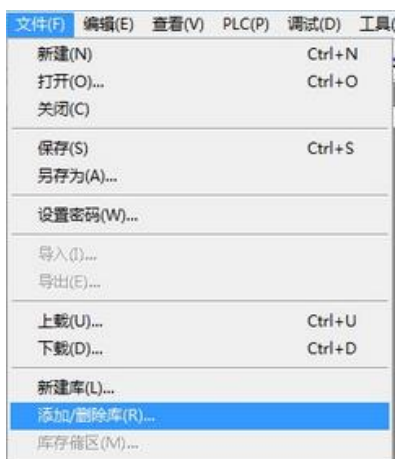 文件(F) 编辑(E) 查看(V) PLC(P) 调试(D) 工具(
新建(N) Ctrl+N
打开(O)... Ctrl+O
关闭(C)
保存(S) Ctrl+S
另存为(A)...
设置密码(W)...
导入(I)...
导出(E)...
上载(U)... Ctrl+U
下载(D)... Ctrl+D
新建库(L)...
添加/删除库(R)...
库存储区(M)...